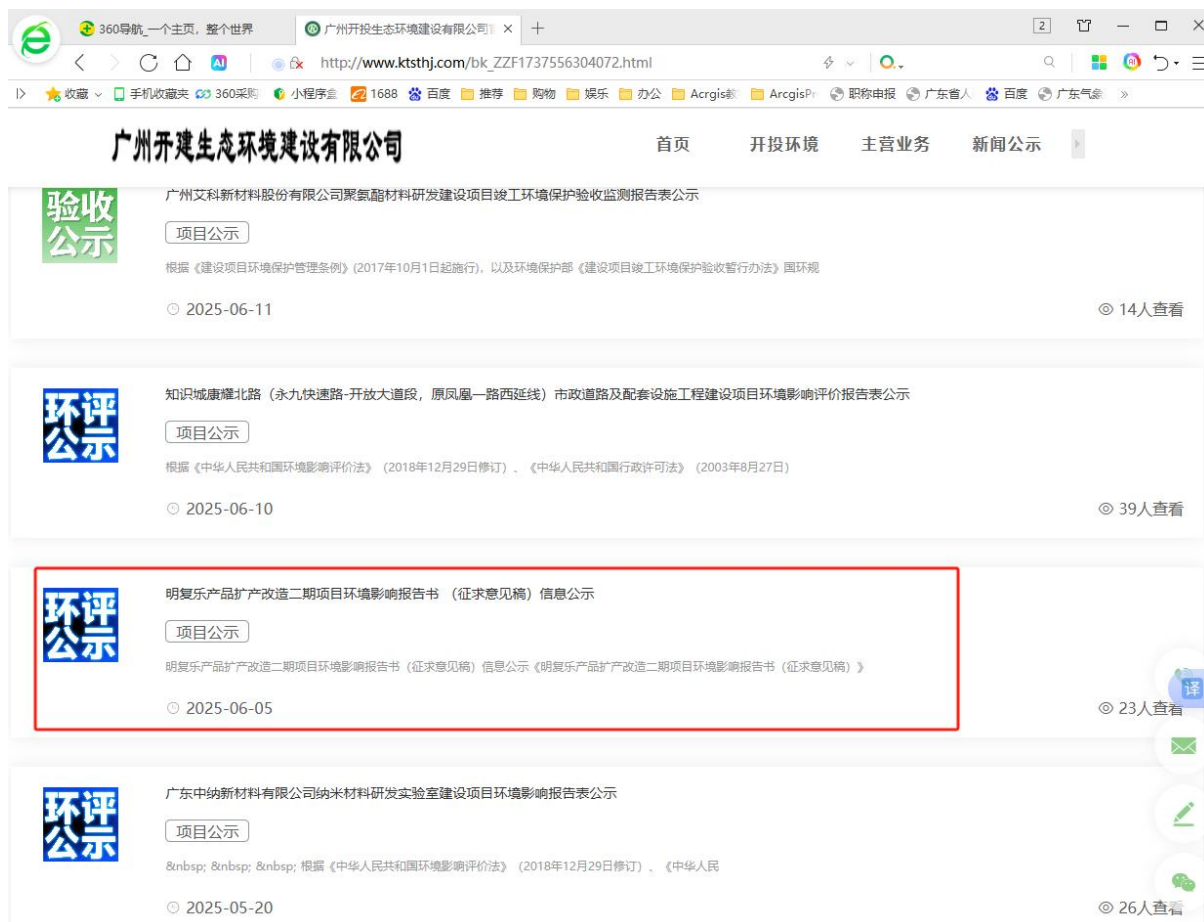 360导航_一个主页，整个世界
广州开投生态环境建设有限公司
2
http://www.ktsthj.com/bk_ZZF1737556304072.html
收藏 手机收藏夹 360采购 小程序盒 1688 百度 推荐 购物 娱乐 办公 Acrgis教 ArcgisPr 职称申报 广东省人 百度 广东气象 »
广州开建生态环境建设有限公司
首页 开投环境 主营业务 新闻公示
验收
公示
广州艾科新材料股份有限公司聚氨酯材料研发建设项目竣工环境保护验收监测报告表公示
项目公示
根据《建设项目环境保护管理条例》(2017年10月1日起施行)，以及环境保护部《建设项目竣工环境保护验收暂行办法》国环规
2025-06-11
14人查看
环评
公示
知识城康耀北路（永九快速路-开放大道段，原凤凰一路西延线）市政道路及配套设施工程建设项目环境影响评价报告表公示
项目公示
根据《中华人民共和国环境影响评价法》（2018年12月29日修订）、《中华人民共和国行政许可法》（2003年8月27日）
2025-06-10
39人查看
环评
公示
明复乐产品扩产改造二期项目环境影响报告书 （征求意见稿）信息公示
项目公示
明复乐产品扩产改造二期项目环境影响报告书（征求意见稿）信息公示《明复乐产品扩产改造二期项目环境影响报告书（征求意见稿）》
译
2025-06-05
23人查看
环评
公示
广东中纳新材料有限公司纳米材料研发实验室建设项目环境影响报告表公示
项目公示
&nbsp; &nbsp; &nbsp; 根据《中华人民共和国环境影响评价法》（2018年12月29日修订）、《中华人民
2025-05-20
26人查看